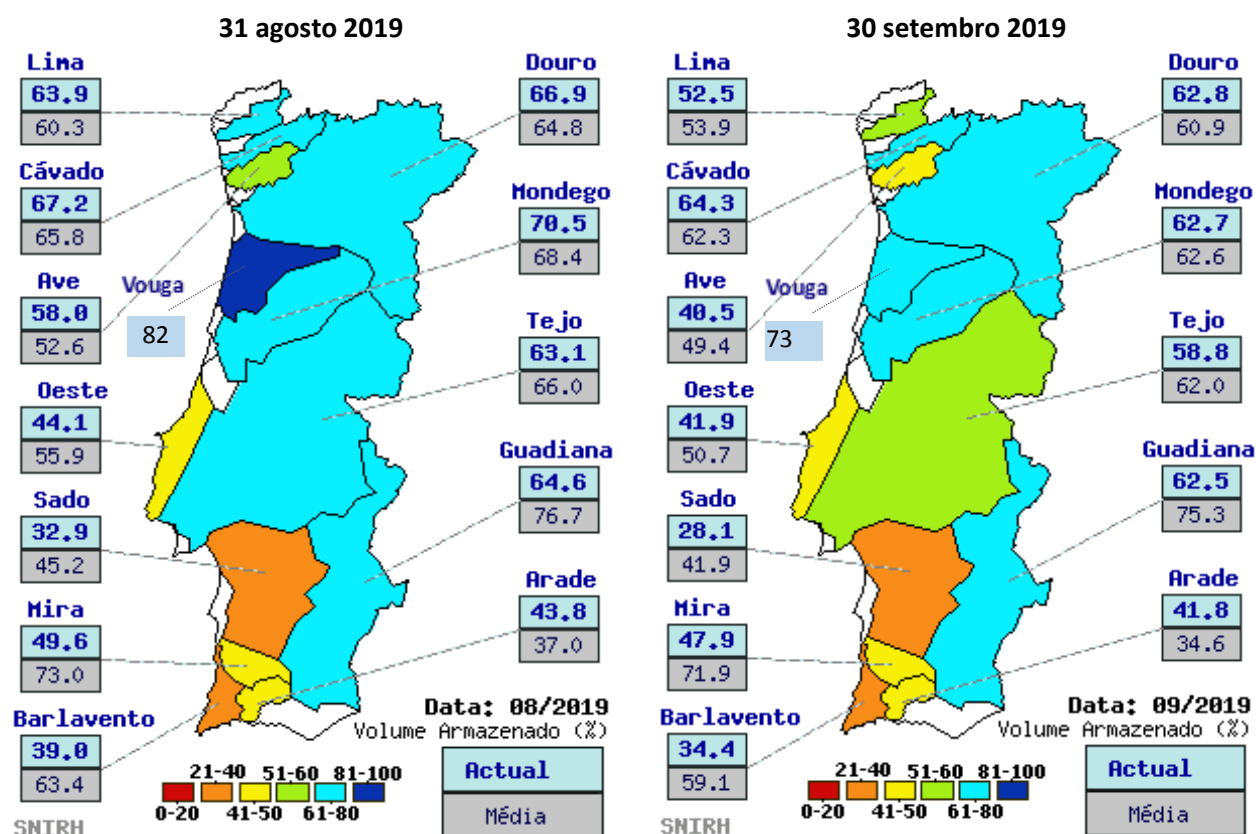 31 agosto 2019
Lima
63.9
60.3
Cávado
67.2
65.8
Ave
58.0
52.6
Vouga
82
Oeste
44.1
55.9
Sado
32.9
45.2
Mira
49.6
73.0
Barlavento
39.0
63.4
Douro
66.9
64.8
Mondego
70.5
68.4
Tejo
63.1
66.0
Guadiana
64.6
76.7
Arade
43.8
37.0
Data: 08/2019
Volume Armazenado (%)
Actual
Média
21-40 51-60 81-100
0-20 41-50 61-80
SNIRH
30 setembro 2019
Lima
52.5
53.9
Cávado
64.3
62.3
Ave
40.5
49.4
Vouga
73
Oeste
41.9
50.7
Sado
28.1
41.9
Mira
47.9
71.9
Barlavento
34.4
59.1
Douro
62.8
60.9
Mondego
62.7
62.6
Tejo
58.8
62.0
Guadiana
62.5
75.3
Arade
41.8
34.6
Data: 09/2019
Volume Armazenado (%)
Actual
Média
21-40 51-60 81-100
0-20 41-50 61-80
SNIRH